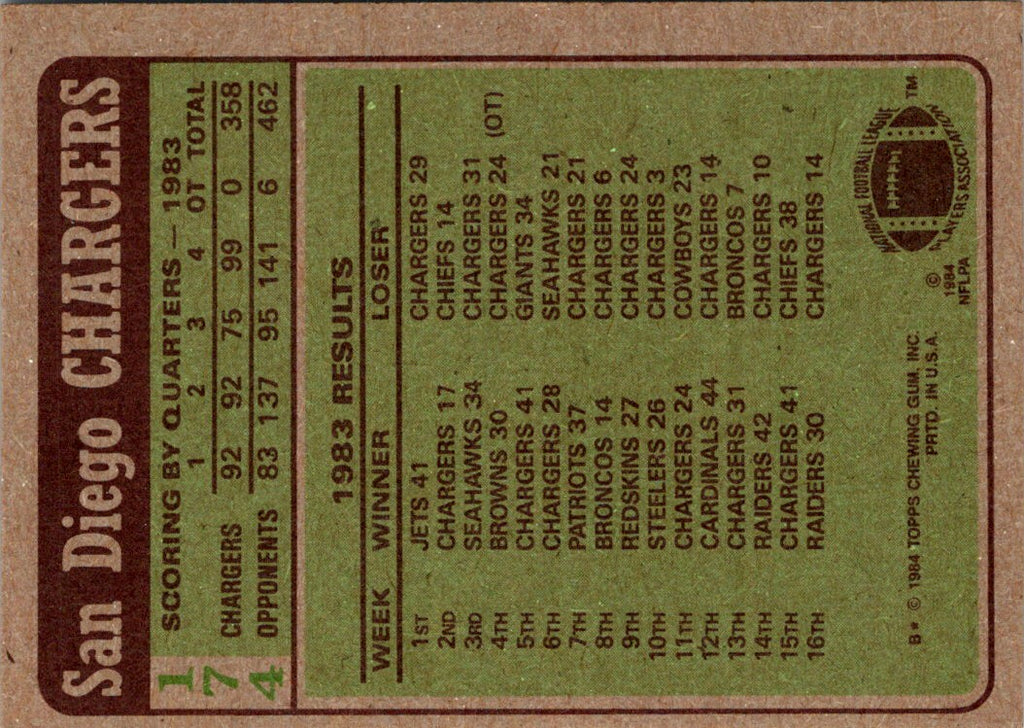 San Diego CHARGERS
174
SCORING BY QUARTERS — 1983
1 2 3 4 OT TOTAL
CHARGERS 92 92 75 99 0 358
OPPONENTS 83 137 95 141 6 462
1983 RESULTS
WEEK WINNER LOSER
1ST JETS 41 CHARGERS 29
2ND CHARGERS 17 CHIEFS 14
3RD SEAHAWKS 34 CHARGERS 31
4TH BROWNS 30 CHARGERS 24 (OT)
5TH CHARGERS 41 GIANTS 34
6TH CHARGERS 28 SEAHAWKS 21
7TH PATRIOTS 37 CHARGERS 21
8TH BRONCOS 14 CHARGERS 6
9TH REDSKINS 27 CHARGERS 24
10TH STEELERS 26 CHARGERS 3
11TH CHARGERS 24 COWBOYS 23
12TH CARDINALS 44 CHARGERS 14
13TH CHARGERS 31 BRONCOS 7
14TH RAIDERS 42 CHARGERS 10
15TH CHARGERS 41 CHIEFS 38
16TH RAIDERS 30 CHARGERS 14
NATIONAL FOOTBALL LEAGUE
PLAYERS ASSOCIATION
TM
B* © 1984 TOPPS CHEWING GUM, INC.
PRTD. IN U.S.A.
©
1984
NFLPA